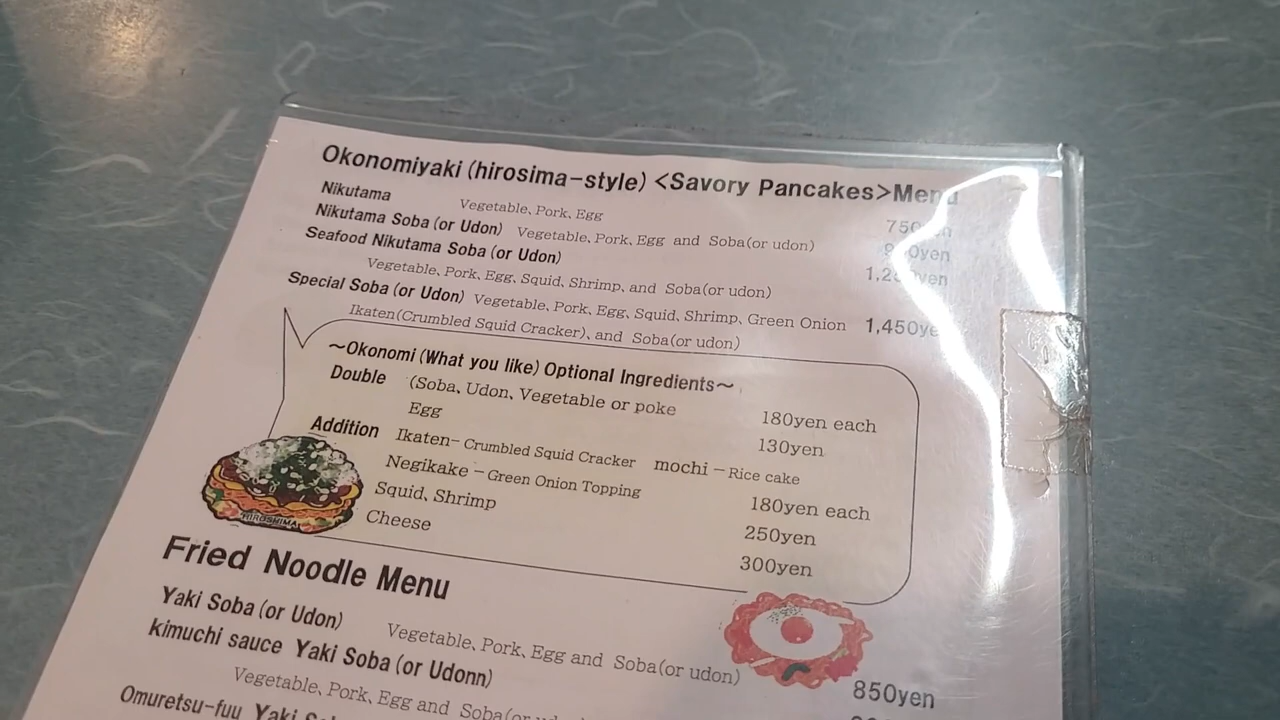 Okonomiyaki (hirosima-style) <Savory Pancakes>Menu
Nikutama Vegetable、Pork、Egg
Nikutama Soba (or Udon) Vegetable、Pork、Egg and Soba(or udon)
Seafood Nikutama Soba (or Udon)
Vegetable、Pork、Egg、Squid、Shrimp、and Soba(or udon)
Special Soba (or Udon) Vegetable、Pork、Egg、Squid、Shrimp、Green Onion 1,450yen
Ikaten(Crumbled Squid Cracker)、and Soba(or udon)
~Okonomi (What you like) Optional Ingredients~
Double (Soba、Udon、Vegetable or poke 180yen each
Egg 130yen
Addition Ikaten- Crumbled Squid Cracker mochi - Rice cake
Negikake - Green Onion Topping 180yen each
Squid、Shrimp 250yen
Cheese 300yen
HIROSHIMA
Fried Noodle Menu
Yaki Soba (or Udon) Vegetable、Pork、Egg and Soba(or udon) 850yen
kimuchi sauce Yaki Soba (or Udonn)
Vegetable、Pork、Egg and
Omuretsu-fuu Yaki